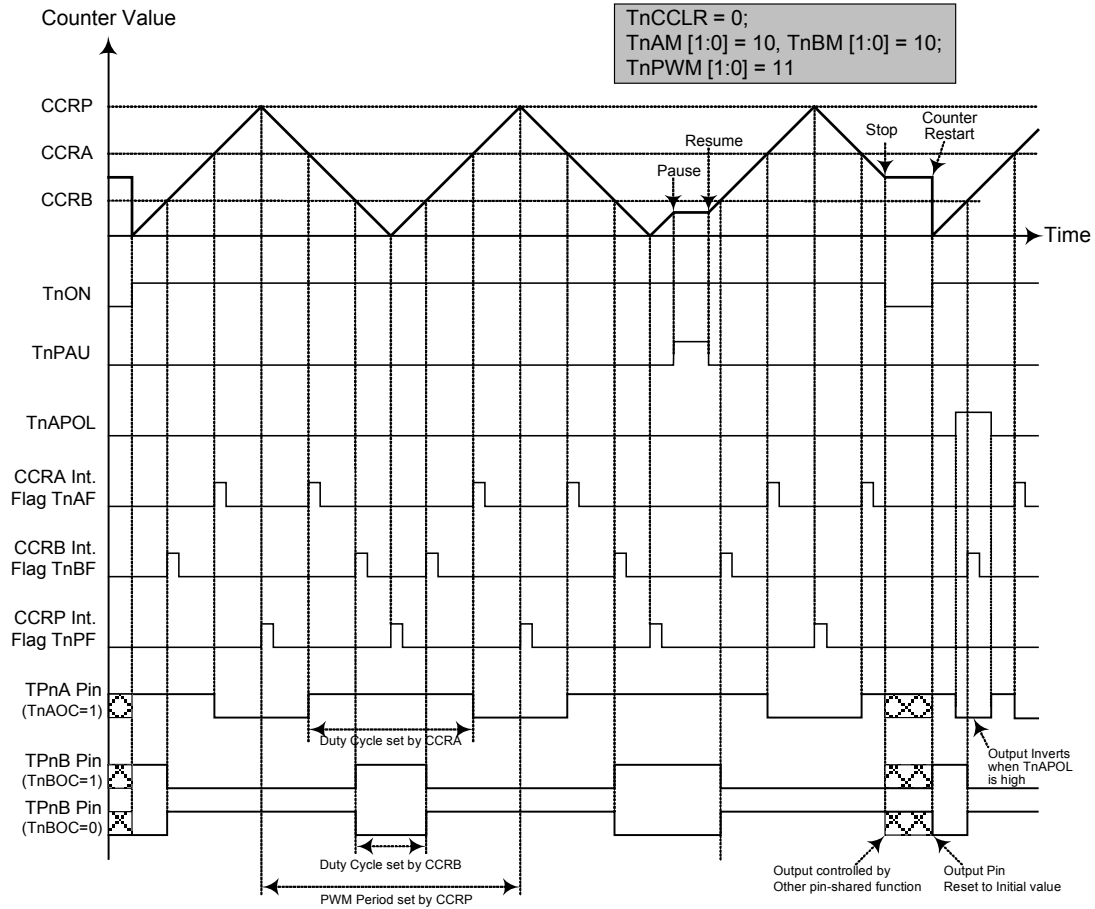 Counter Value
TnCCLR = 0;
TnAM [1:0] = 10, TnBM [1:0] = 10;
TnPWM [1:0] = 11
CCRP
CCRA
CCRB
Pause
Resume
Stop
Counter
Restart
Time
TnON
TnPAU
TnAPOL
CCRA Int.
Flag TnAF
CCRB Int.
Flag TnBF
CCRP Int.
Flag TnPF
TPnA Pin
(TnAOC=1)
Duty Cycle set by CCRA
Output Inverts
when TnAPOL
is high
TPnB Pin
(TnBOC=1)
TPnB Pin
(TnBOC=0)
Duty Cycle set by CCRB
PWM Period set by CCRP
Output controlled by
Other pin-shared function
Output Pin
Reset to Initial value